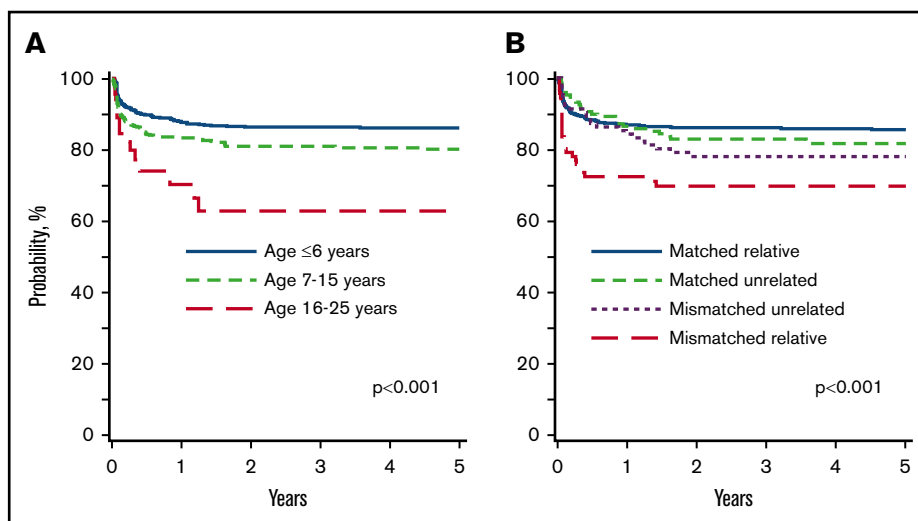 A
Probability, %
100
80
60
40
20
0
Age ≤6 years
Age 7-15 years
Age 16-25 years
p<0.001
0 1 2 3 4 5
Years
B
100
80
60
40
20
0
Matched relative
Matched unrelated
Mismatched unrelated
Mismatched relative
p<0.001
0 1 2 3 4 5
Years